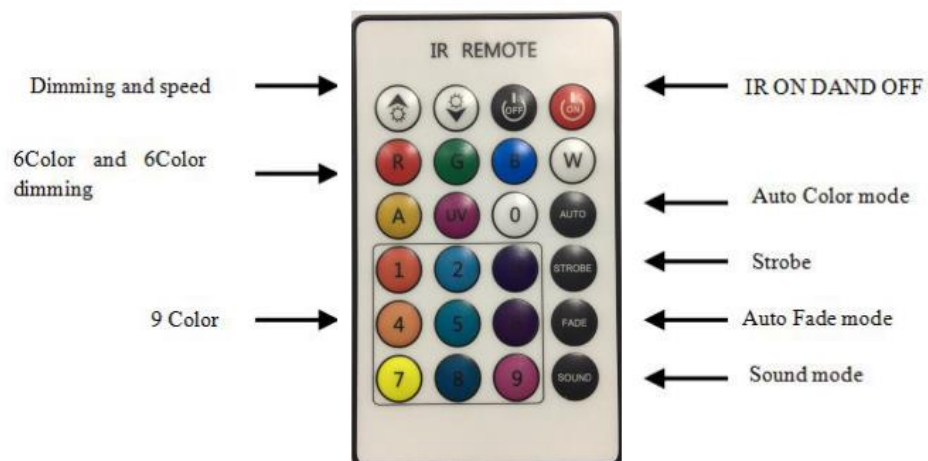 IR REMOTE
Dimming and speed
IR ON DAND OFF
OFF
ON
6Color and 6Color
dimming
R G B W
A UV 0 AUTO
Auto Color mode
1 2 STROBE
Strobe
9 Color
4 5 FADE
Auto Fade mode
7 8 9 SOUND
Sound mode